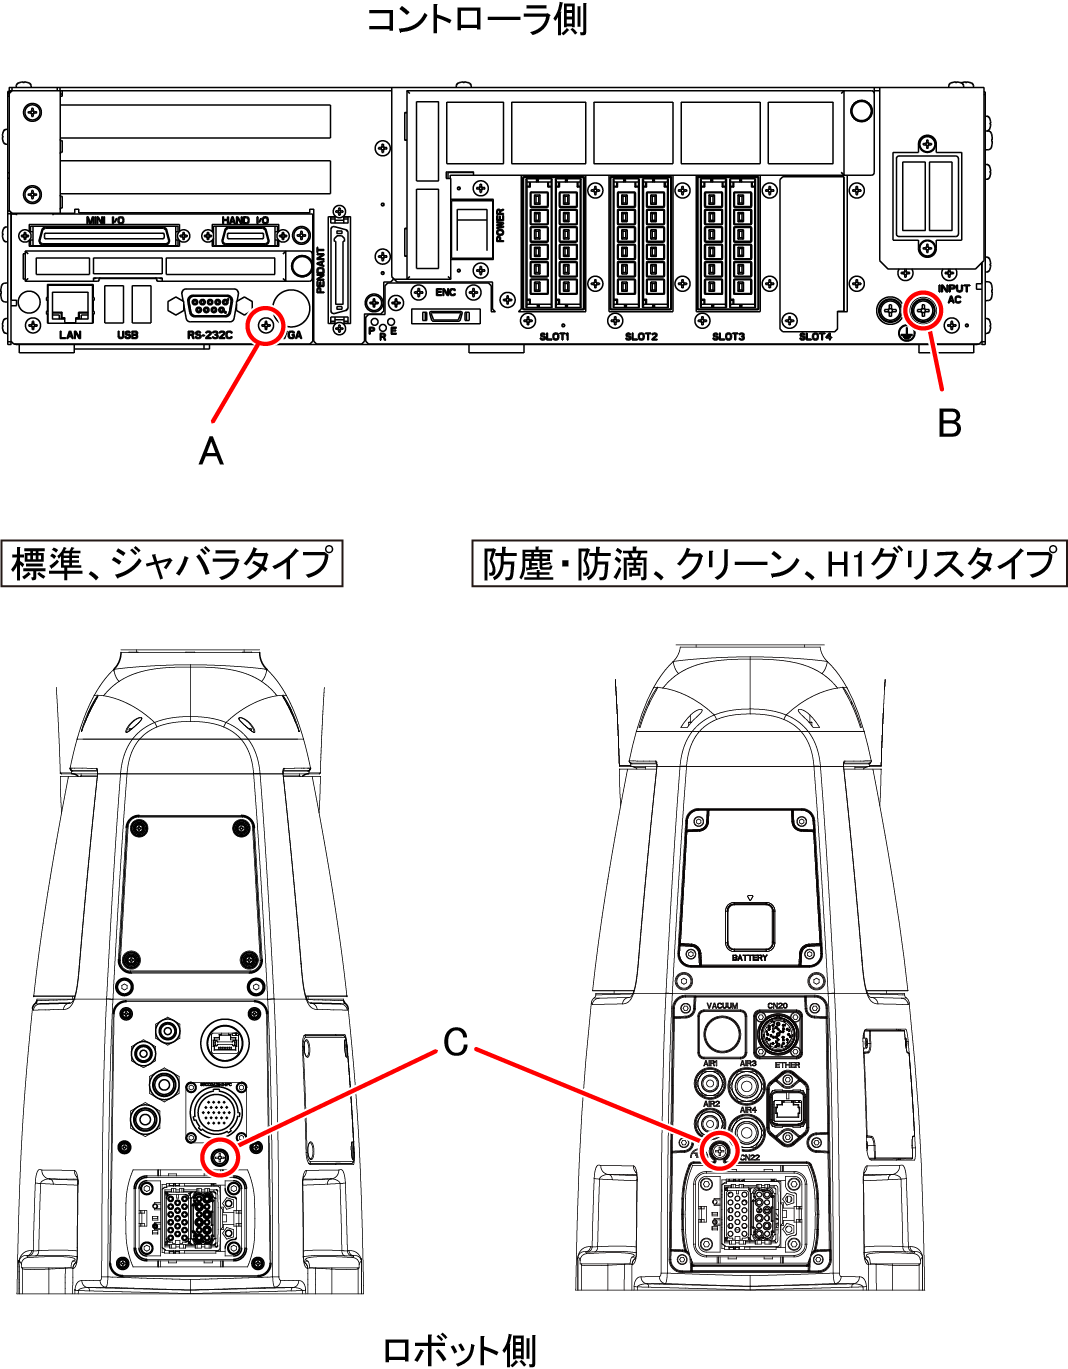 コントローラ側
MINI I/O
HAND I/O
PENDANT
POWER
ENC
INPUT
AC
LAN
USB
RS-232C
/GA
P
R
E
SLOT1
SLOT2
SLOT3
SLOT4
A
B
標準、ジャバラタイプ
防塵・防滴、クリーン、H1グリスタイプ
BATTERY
VACUUM
CN20
AIR1
AIR3
ETHER
AIR2
AIR4
CN22
C
ロボット側